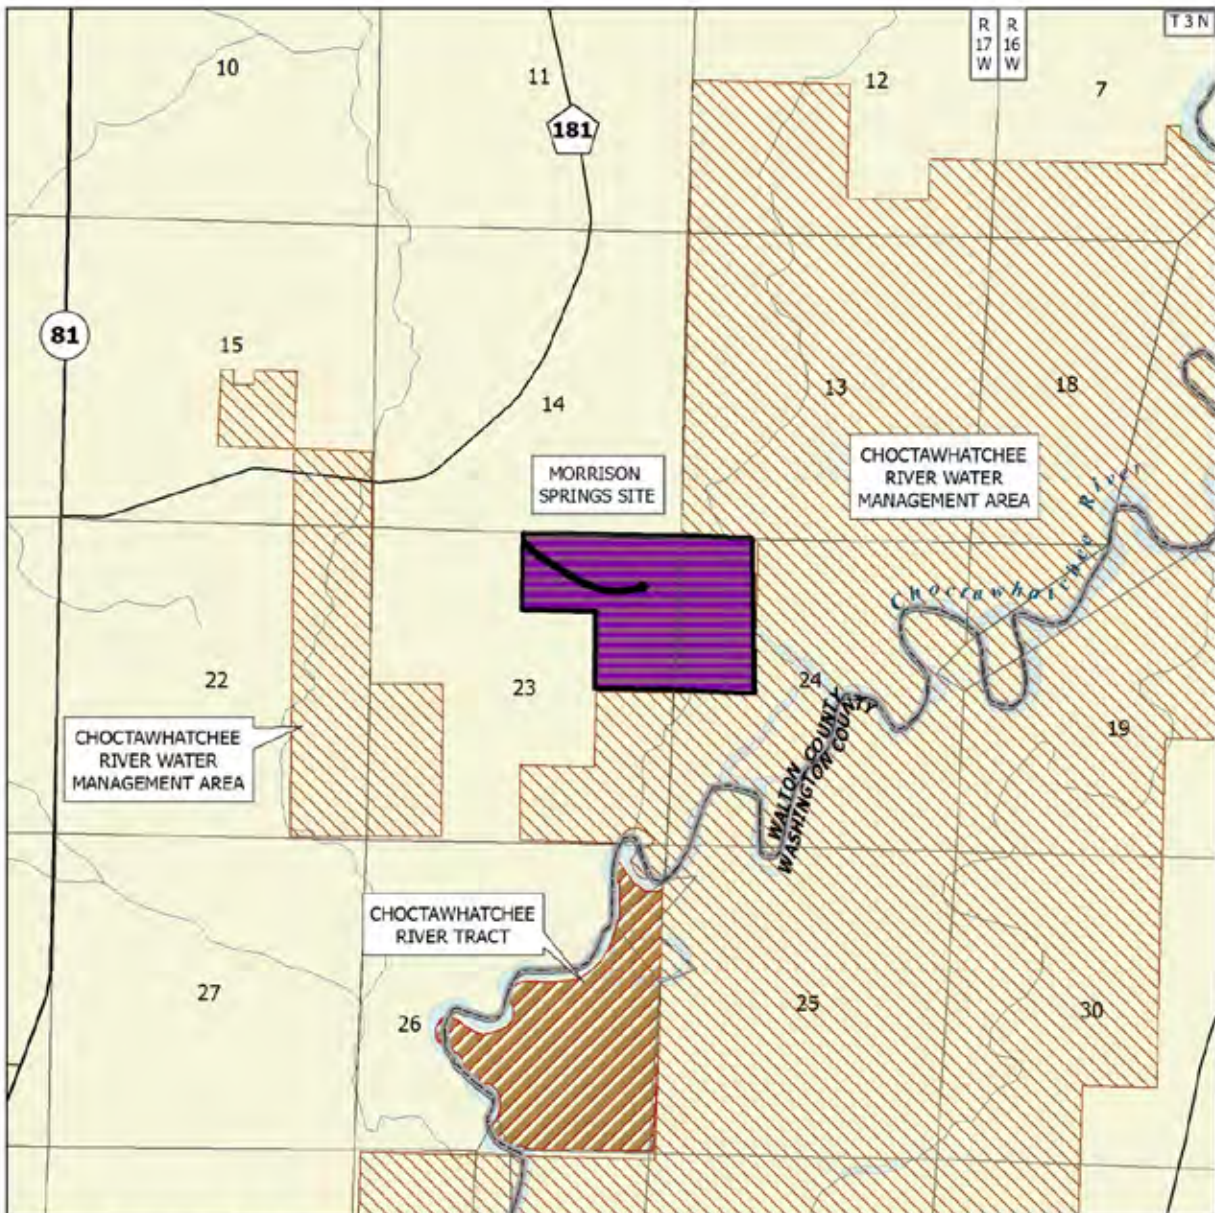 R
17
W
R
16
W
T 3 N
10
11
12
7
181
81
15
14
13
18
MORRISON
SPRINGS SITE
CHOCTAWHATCHEE
RIVER WATER
MANAGEMENT AREA
Choctawhatchee River
22
23
24
19
WALTON COUNTY
WASHINGTON COUNTY
CHOCTAWHATCHEE
RIVER WATER
MANAGEMENT AREA
CHOCTAWHATCHEE
RIVER TRACT
27
26
25
30